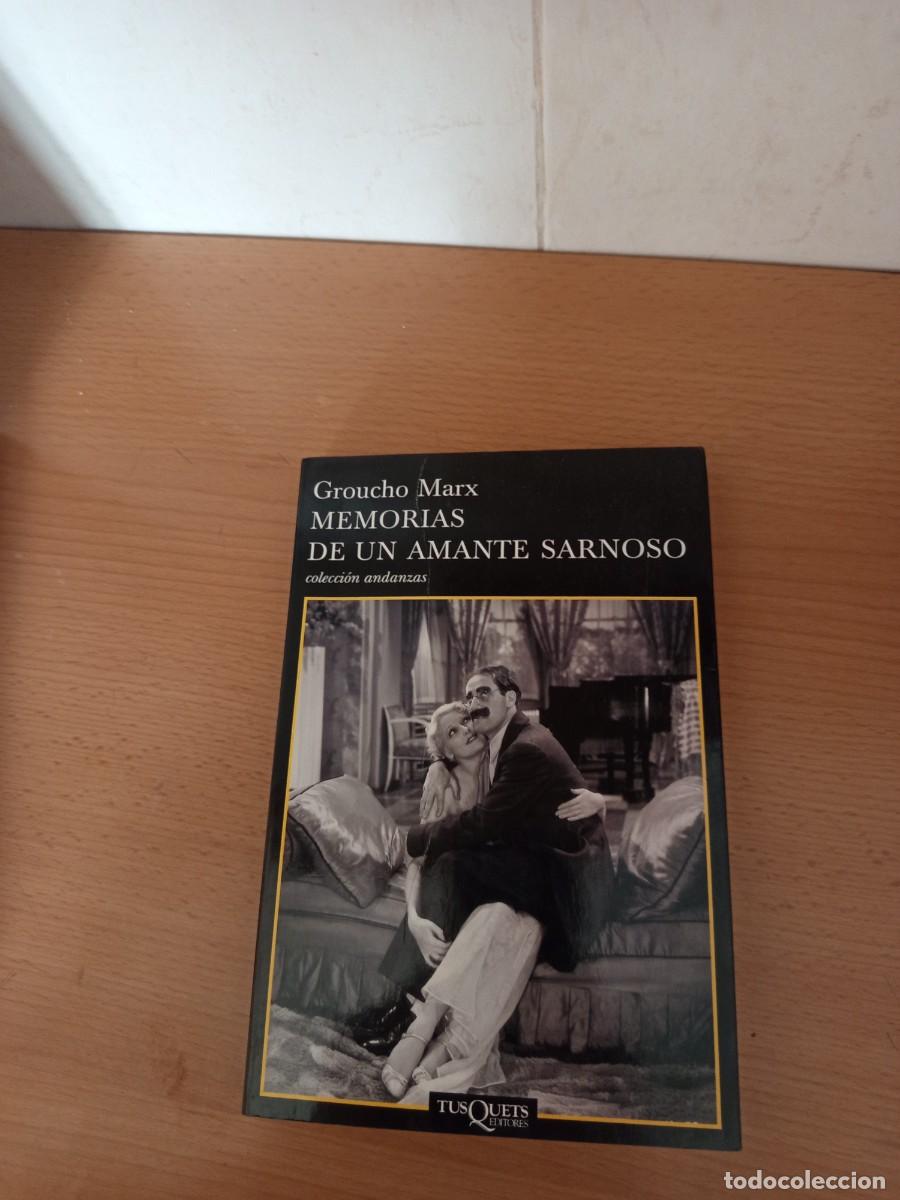 Groucho Marx
MEMORIAS
DE UN AMANTE SARNOSO
colección andanzas
TUSQUETS
EDITORES
todocoleccion